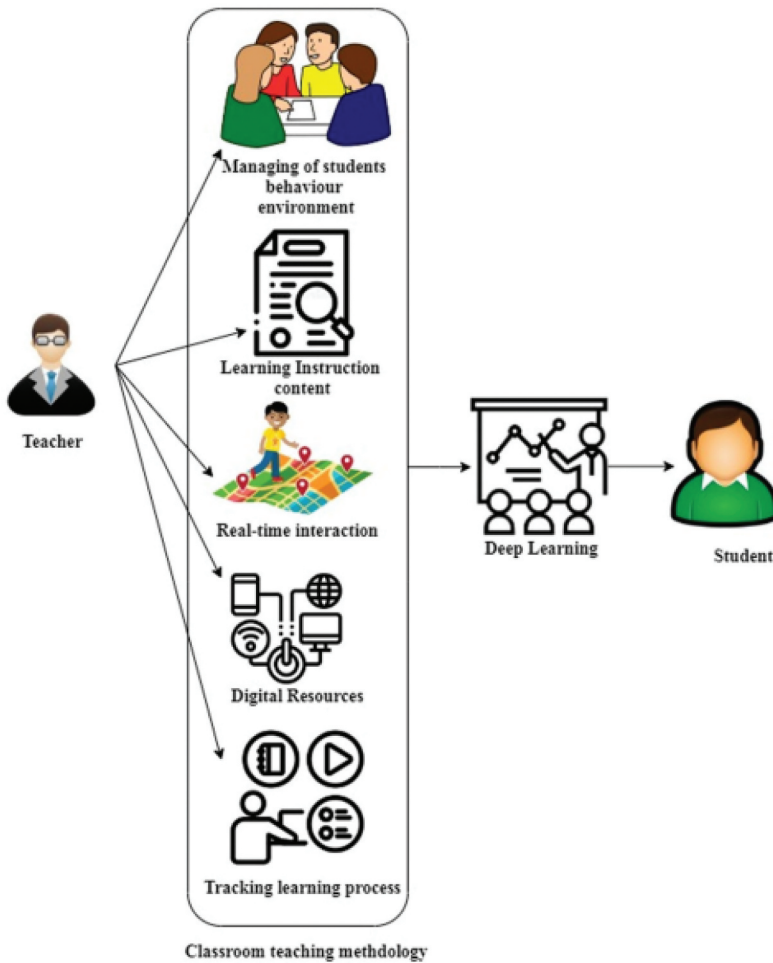 Managing of students
behaviour
environment
Learning Instruction
content
Teacher
Real-time interaction
Deep Learning
Student
Digital Resources
Tracking learning process
Classroom teaching methdology